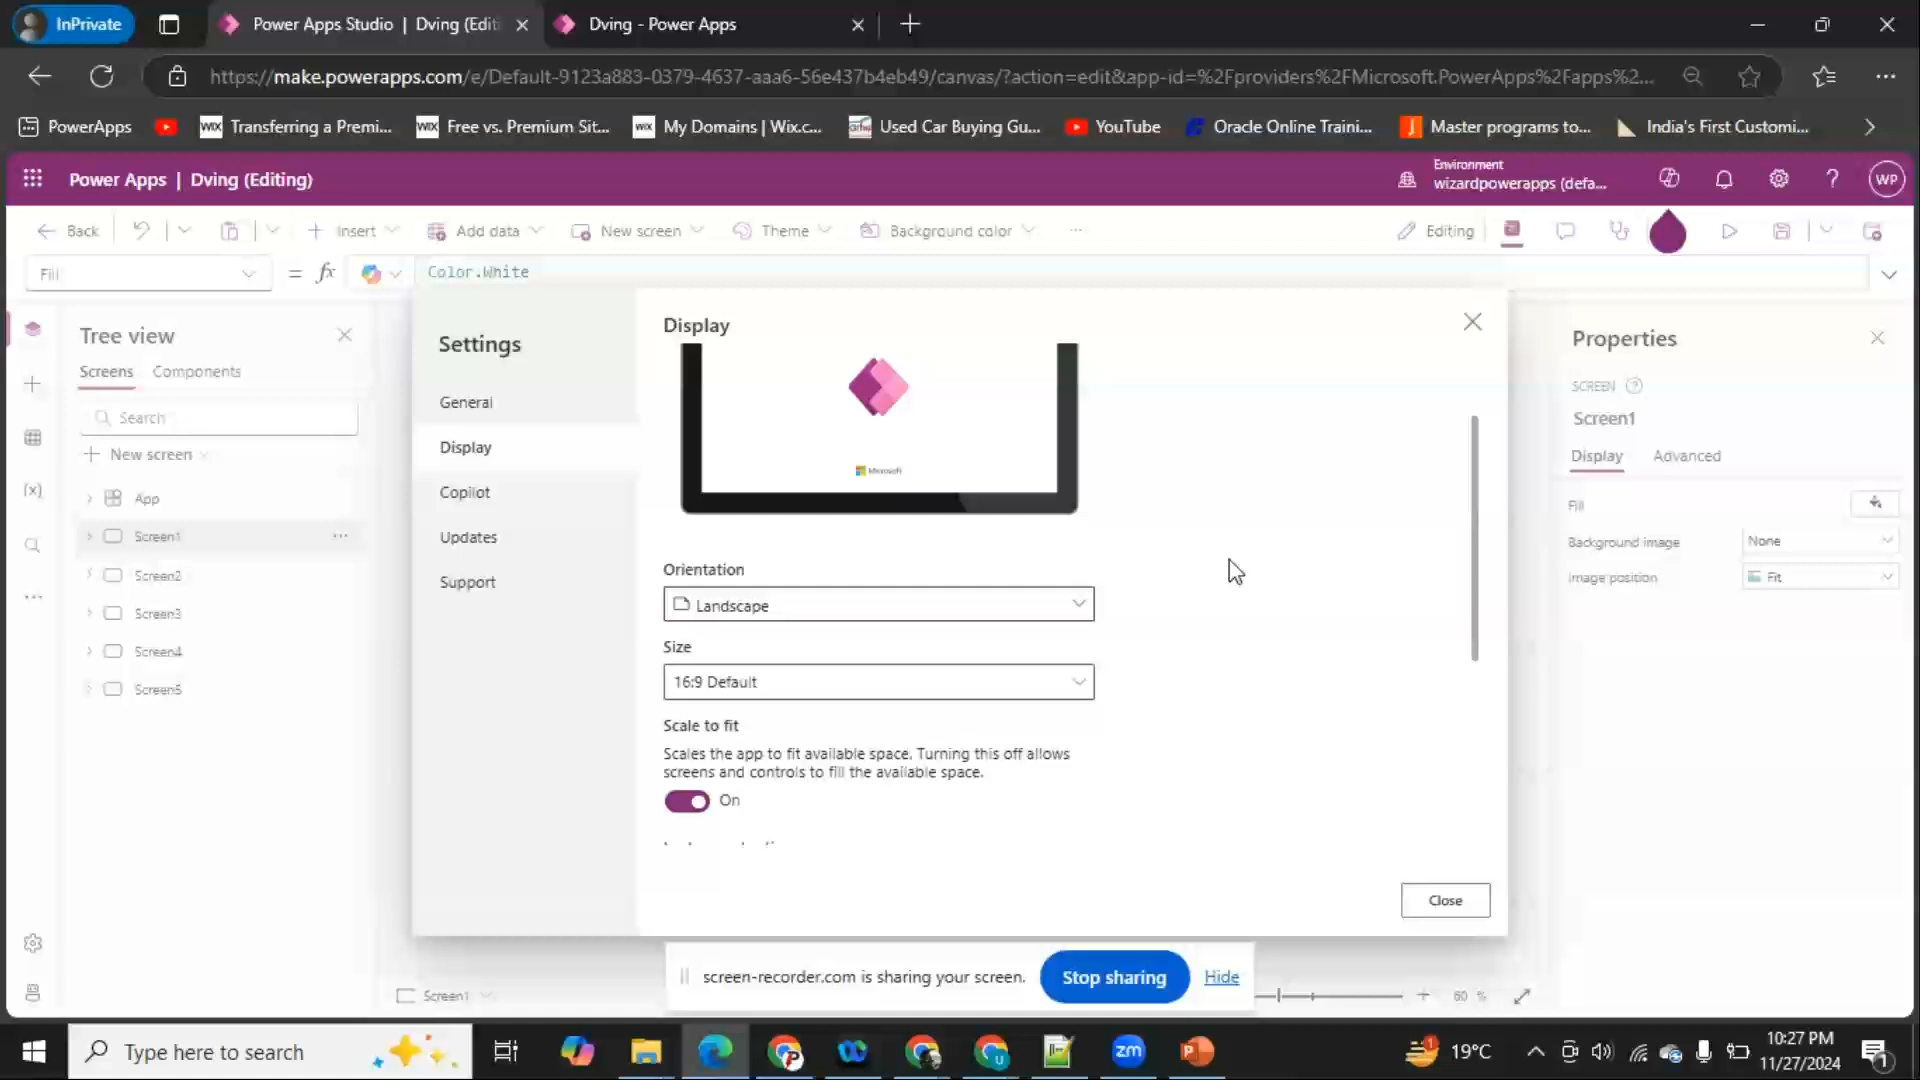 InPrivate
Power Apps Studio | Dving (Editi
Dving - Power Apps
https://make.powerapps.com/e/Default-9123a883-0379-4637-aaa6-56e437b4eb49/canvas/?action=edit&app-id=%2Fproviders%2FMicrosoft.PowerApps%2Fapps%2...
PowerApps
WIX Transferring a Premi...
WIX Free vs. Premium Sit...
WIX My Domains | Wix.c...
Used Car Buying Gu...
YouTube
Oracle Online Traini...
Master programs to...
India's First Customi...
Power Apps | Dving (Editing)
Environment
wizardpowerapps (defa...
WP
Back
Insert
Add data
New screen
Theme
Background color
...
Editing
Fill
= fx
Color.White
Tree view
Screens
Components
Search
New screen
App
Screen1
Screen2
Screen3
Screen4
Screen5
Settings
General
Display
Copilot
Updates
Support
Display
Microsoft
Orientation
Landscape
Size
16:9 Default
Scale to fit
Scales the app to fit available space. Turning this off allows
screens and controls to fill the available space.
On
Close
Properties
SCREEN
Screen1
Display
Advanced
Fill
Background image
None
Image position
Fit
screen-recorder.com is sharing your screen.
Stop sharing
Hide
Screen1
60 %
Type here to search
zm
19°C
10:27 PM
11/27/2024
1